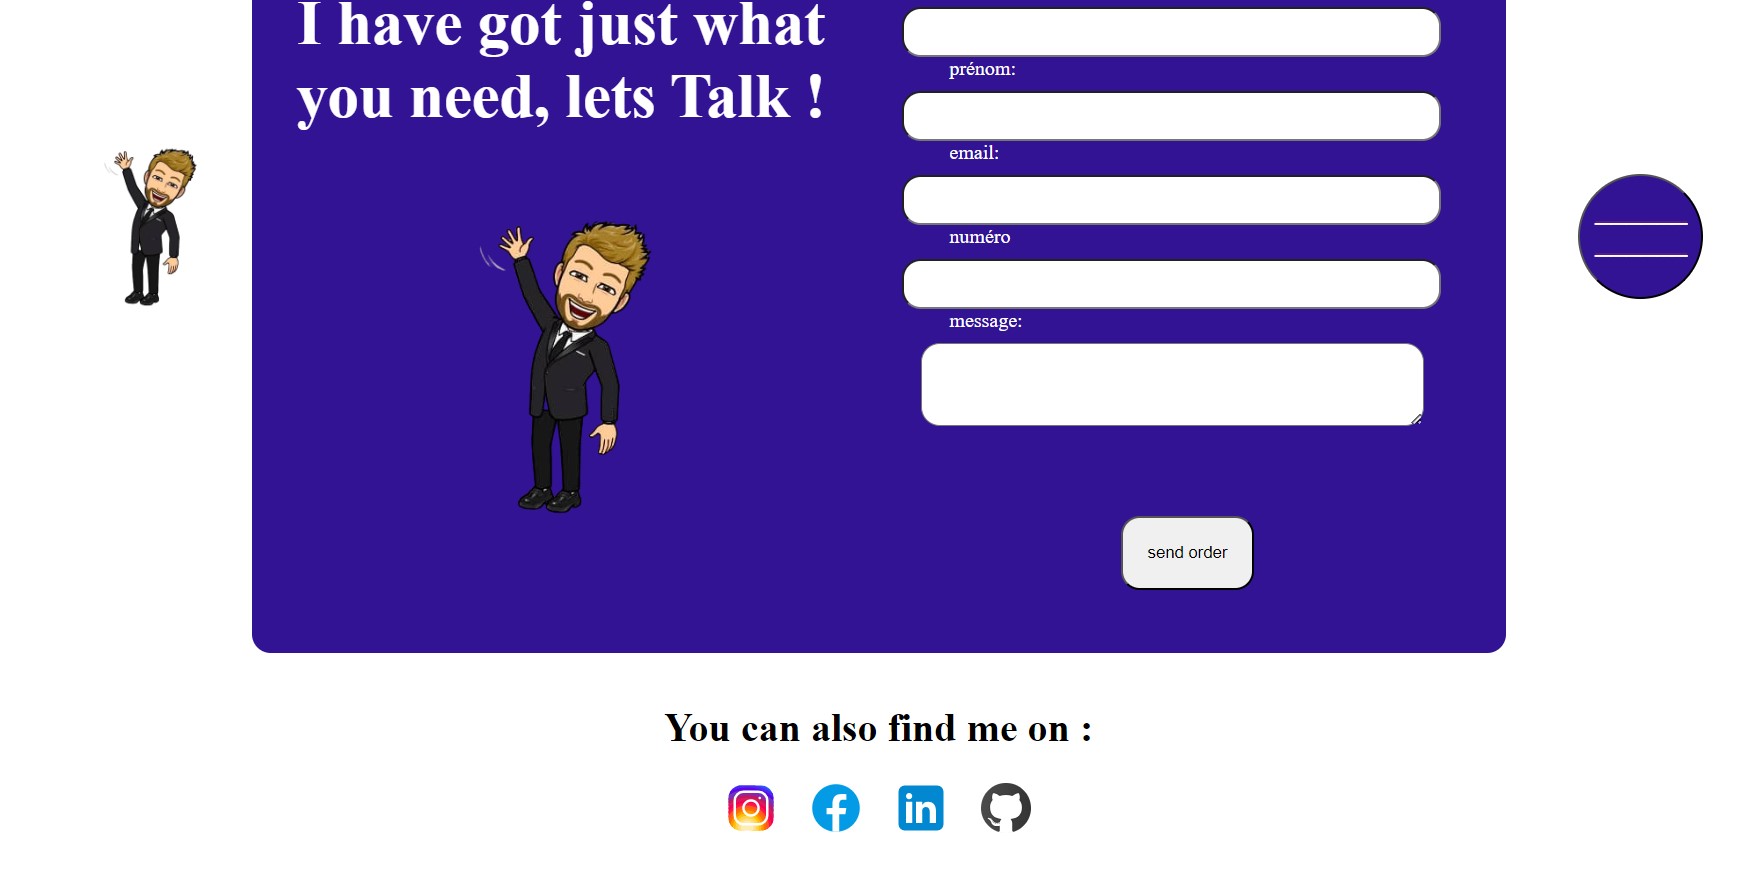 I have got just what
you need, lets Talk !
prénom:
email:
numéro
message:
send order
You can also find me on :
in